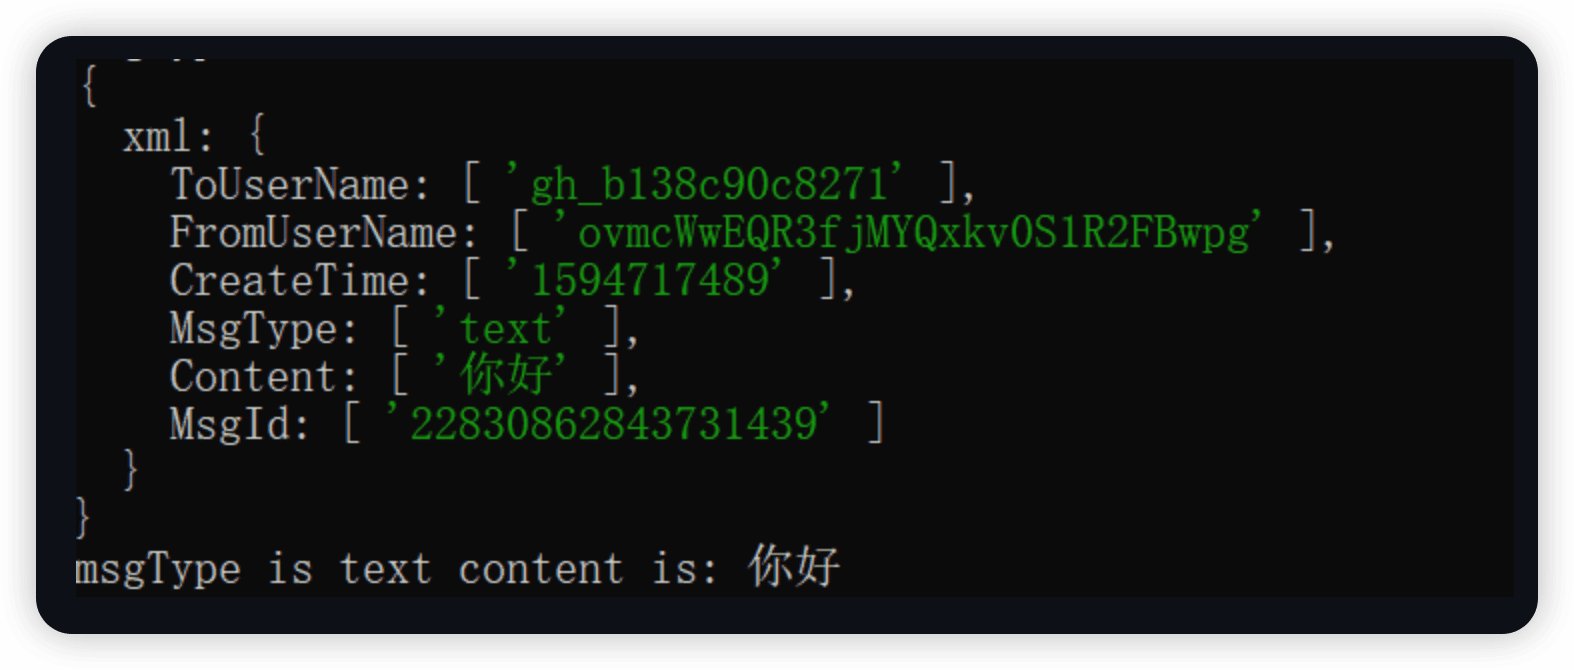 {
  xml: {
    ToUserName: [ 'gh_b138c90c8271' ],
    FromUserName: [ 'ovmcWwEQR3fjMYQxkv0S1R2FBwpg' ],
    CreateTime: [ '1594717489' ],
    MsgType: [ 'text' ],
    Content: [ '你好' ],
    MsgId: [ '22830862843731439' ]
  }
}
msgType is text content is: 你好